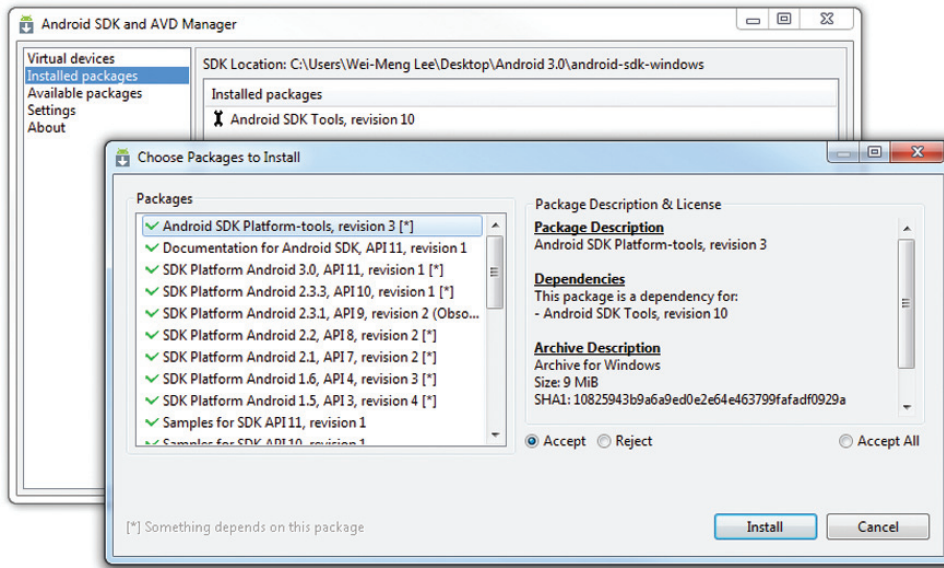 Android SDK and AVD Manager
Virtual devices
Installed packages
Available packages
Settings
About
SDK Location: C:\Users\Wei-Meng Lee\Desktop\Android 3.0\android-sdk-windows
Installed packages
Android SDK Tools, revision 10
Choose Packages to Install
Packages
Android SDK Platform-tools, revision 3 [*]
Documentation for Android SDK, API 11, revision 1
SDK Platform Android 3.0, API 11, revision 1 [*]
SDK Platform Android 2.3.3, API 10, revision 1 [*]
SDK Platform Android 2.3.1, API 9, revision 2 (Obso...
SDK Platform Android 2.2, API 8, revision 2 [*]
SDK Platform Android 2.1, API 7, revision 2 [*]
SDK Platform Android 1.6, API 4, revision 3 [*]
SDK Platform Android 1.5, API 3, revision 4 [*]
Samples for SDK API 11, revision 1
Samples for SDK API 10, revision 1
Package Description & License
Package Description
Android SDK Platform-tools, revision 3
Dependencies
This package is a dependency for:
- Android SDK Tools, revision 10
Archive Description
Archive for Windows
Size: 9 MiB
SHA1: 10825943b9a6a9ed0e2e64e463799fafadf0929a
Accept
Reject
Accept All
[*] Something depends on this package
Install
Cancel